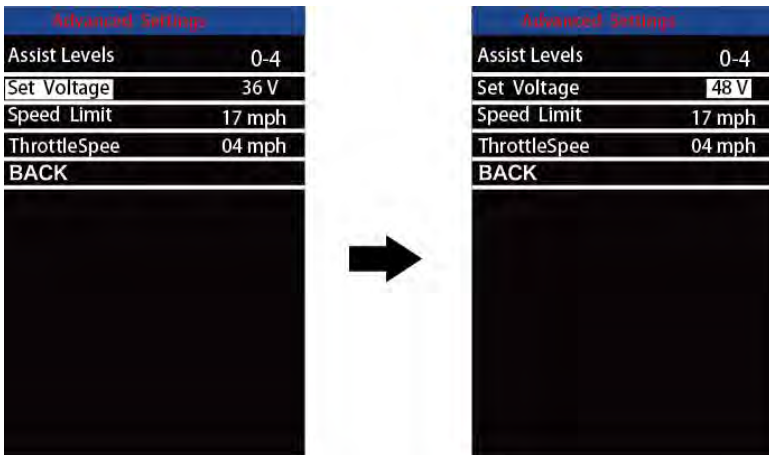 Advanced Settings
Assist Levels 0-4
Set Voltage 36 V
Speed Limit 17 mph
ThrottleSpee 04 mph
BACK
Advanced Settings
Assist Levels 0-4
Set Voltage 48 V
Speed Limit 17 mph
ThrottleSpee 04 mph
BACK